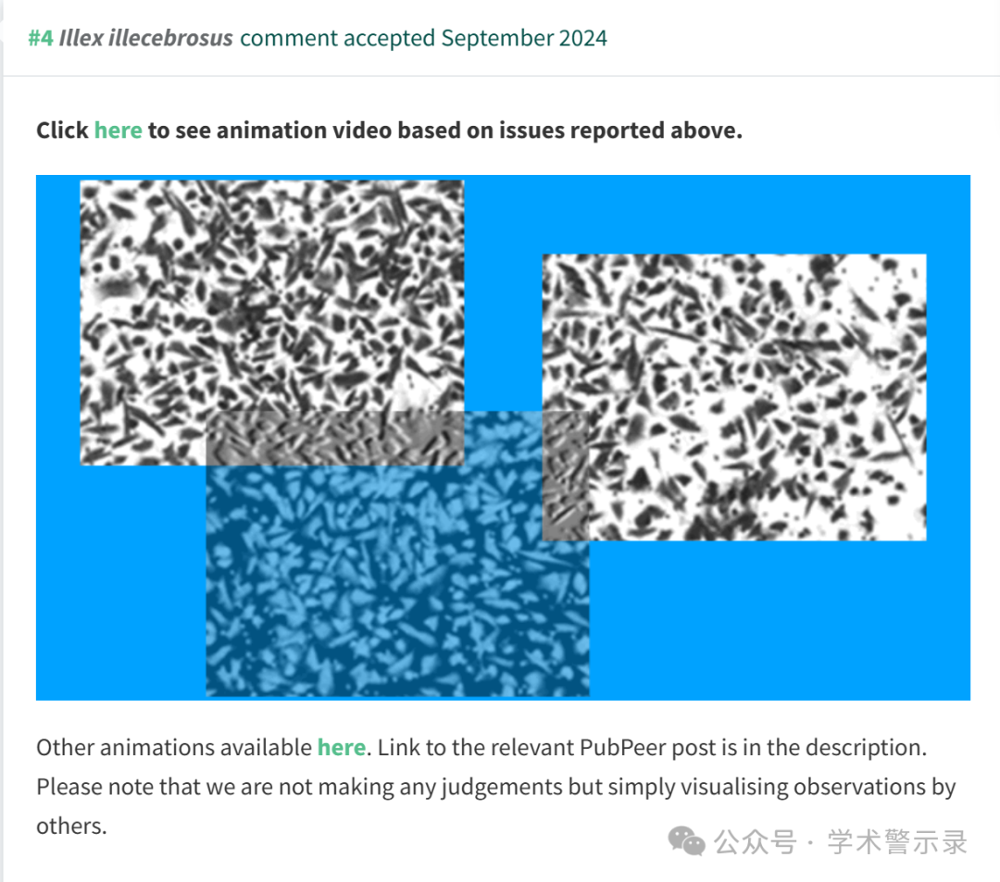 #4 Illex illecebrosus comment accepted September 2024
Click here to see animation video based on issues reported above.
Other animations available here. Link to the relevant PubPeer post is in the description.
Please note that we are not making any judgements but simply visualising observations by
others.
公众号 · 学术警示录